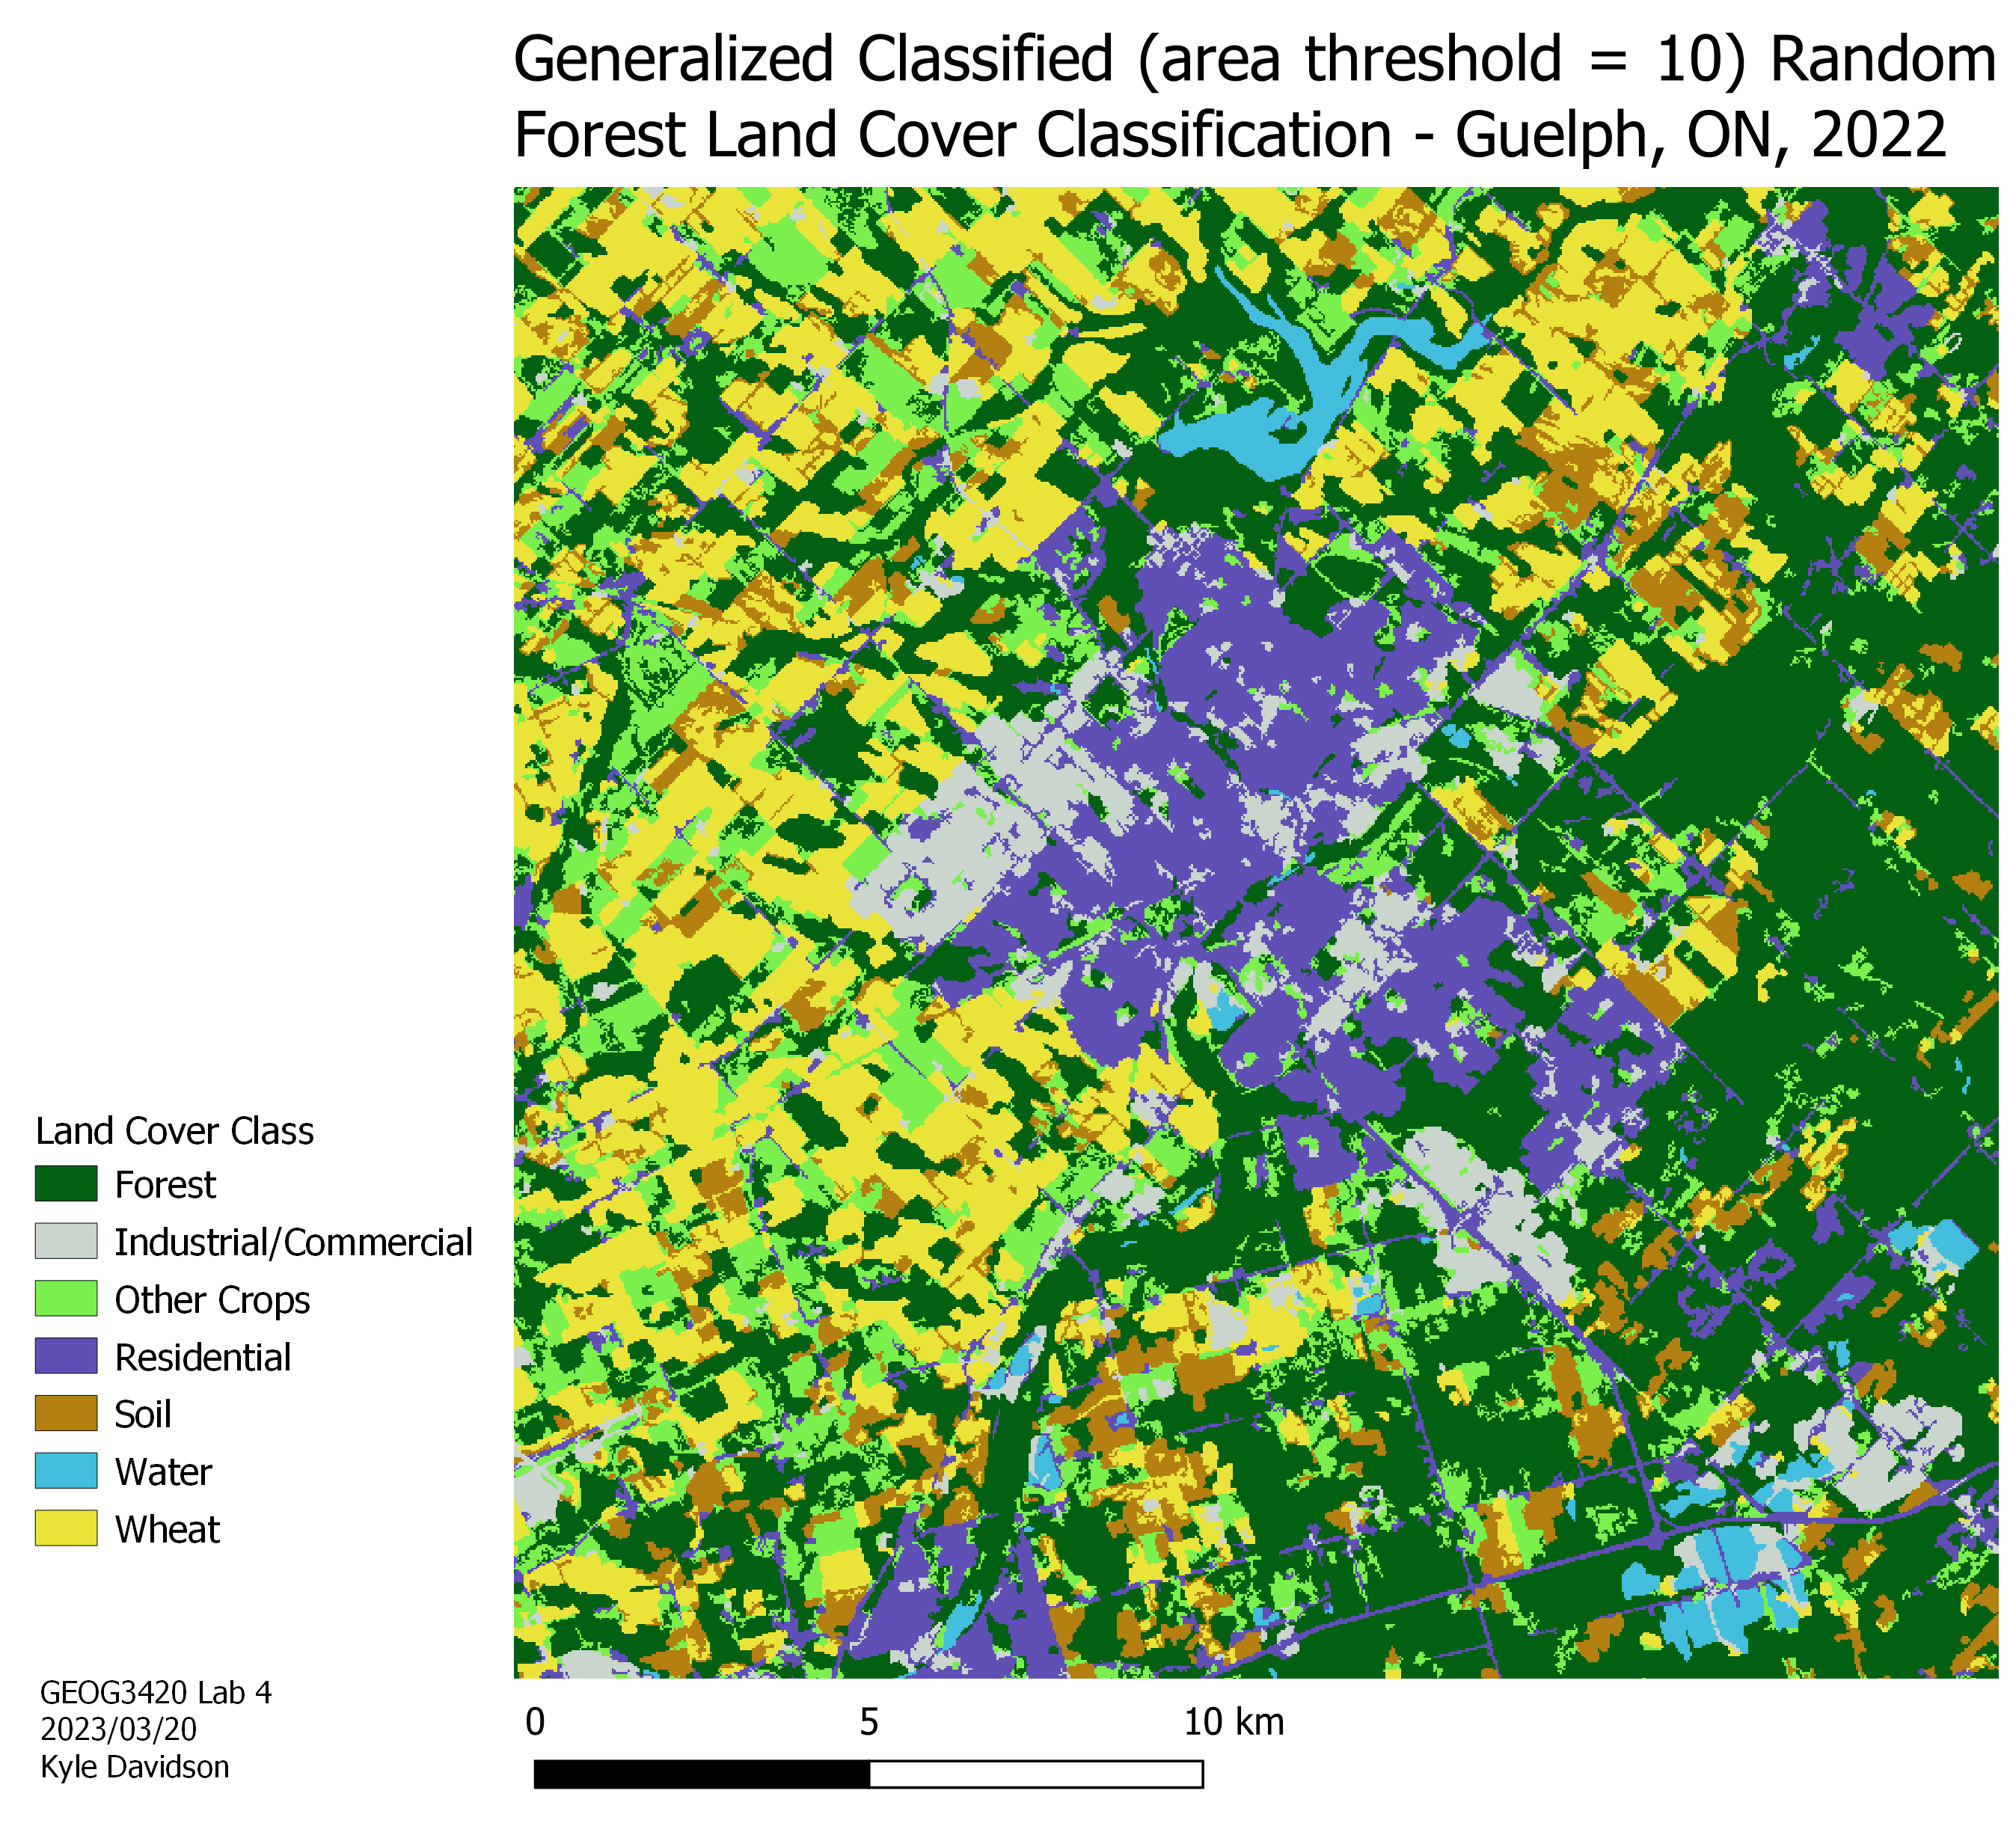 Generalized Classified (area threshold = 10) Random
Forest Land Cover Classification - Guelph, ON, 2022
Land Cover Class
Forest
Industrial/Commercial
Other Crops
Residential
Soil
Water
Wheat
GEOG3420 Lab 4
2023/03/20
Kyle Davidson
0 5 10 km